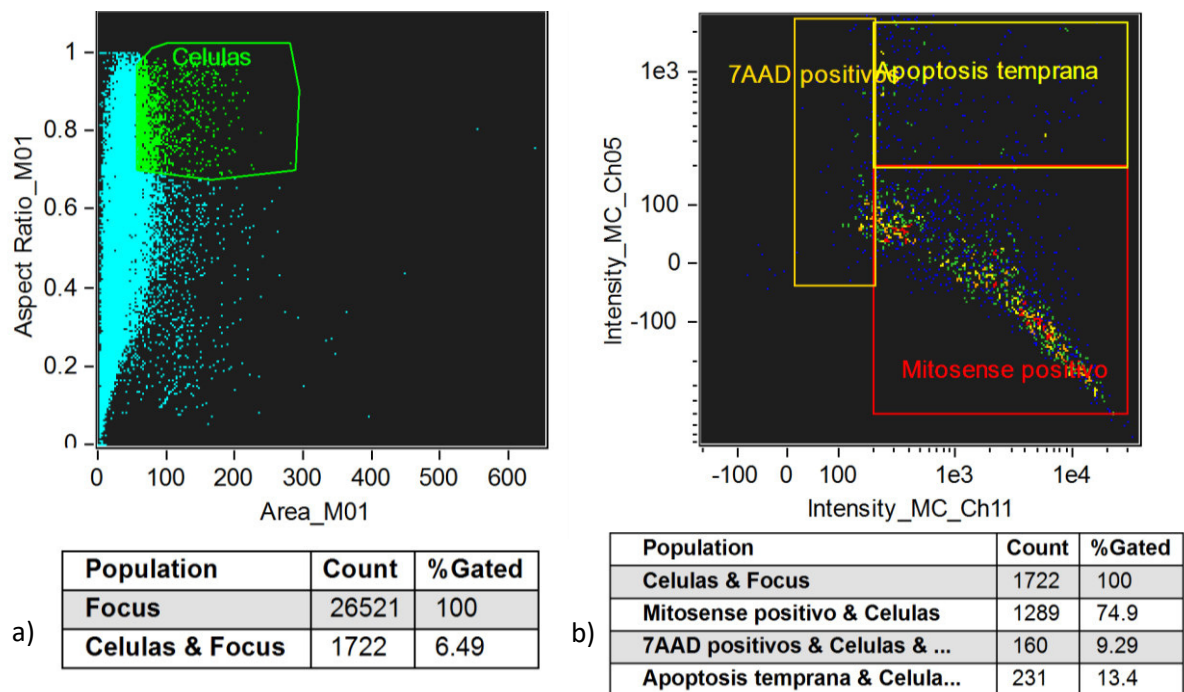 Celulas
1
0.8
0.6
0.4
0.2
0
Aspect Ratio_M01
0 100 200 300 400 500 600
Area_M01
Population Count %Gated
Focus 26521 100
Celulas & Focus 1722 6.49
a)
7AAD positivos
Apoptosis temprana
Mitosense positivo
1e3
100
0
-100
Intensity_MC_Ch05
-100 0 100 1e3 1e4
Intensity_MC_Ch11
Population Count %Gated
Celulas & Focus 1722 100
Mitosense positivo & Celulas 1289 74.9
7AAD positivos & Celulas & ... 160 9.29
Apoptosis temprana & Celula... 231 13.4
b)